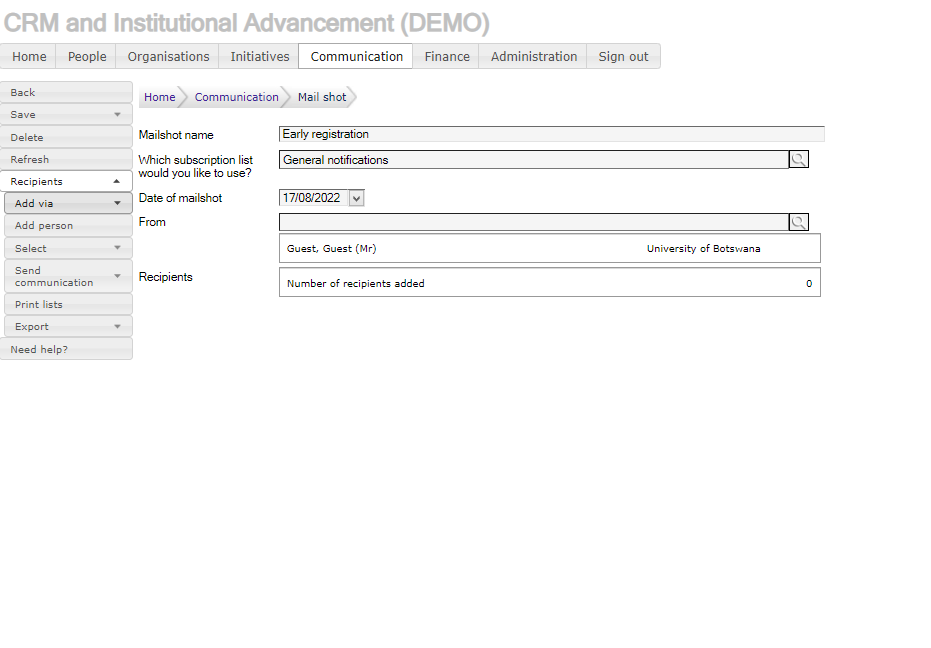 CRM and Institutional Advancement (DEMO)
Home People Organisations Initiatives Communication Finance Administration Sign out
Back
Save
Delete
Refresh
Recipients
Add via
Add person
Select
Send
communication
Print lists
Export
Need help?
Home Communication Mail shot
Mailshot name Early registration
Which subscription list
would you like to use? General notifications
Date of mailshot 17/08/2022
From
Guest, Guest (Mr) University of Botswana
Recipients Number of recipients added 0